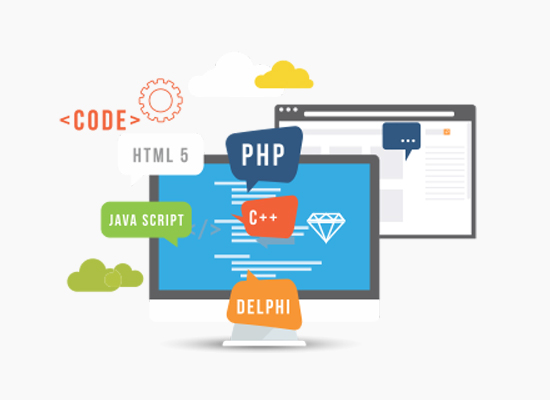 <CODE>
HTML 5
PHP
JAVA SCRIPT
</>
C++
DELPHI